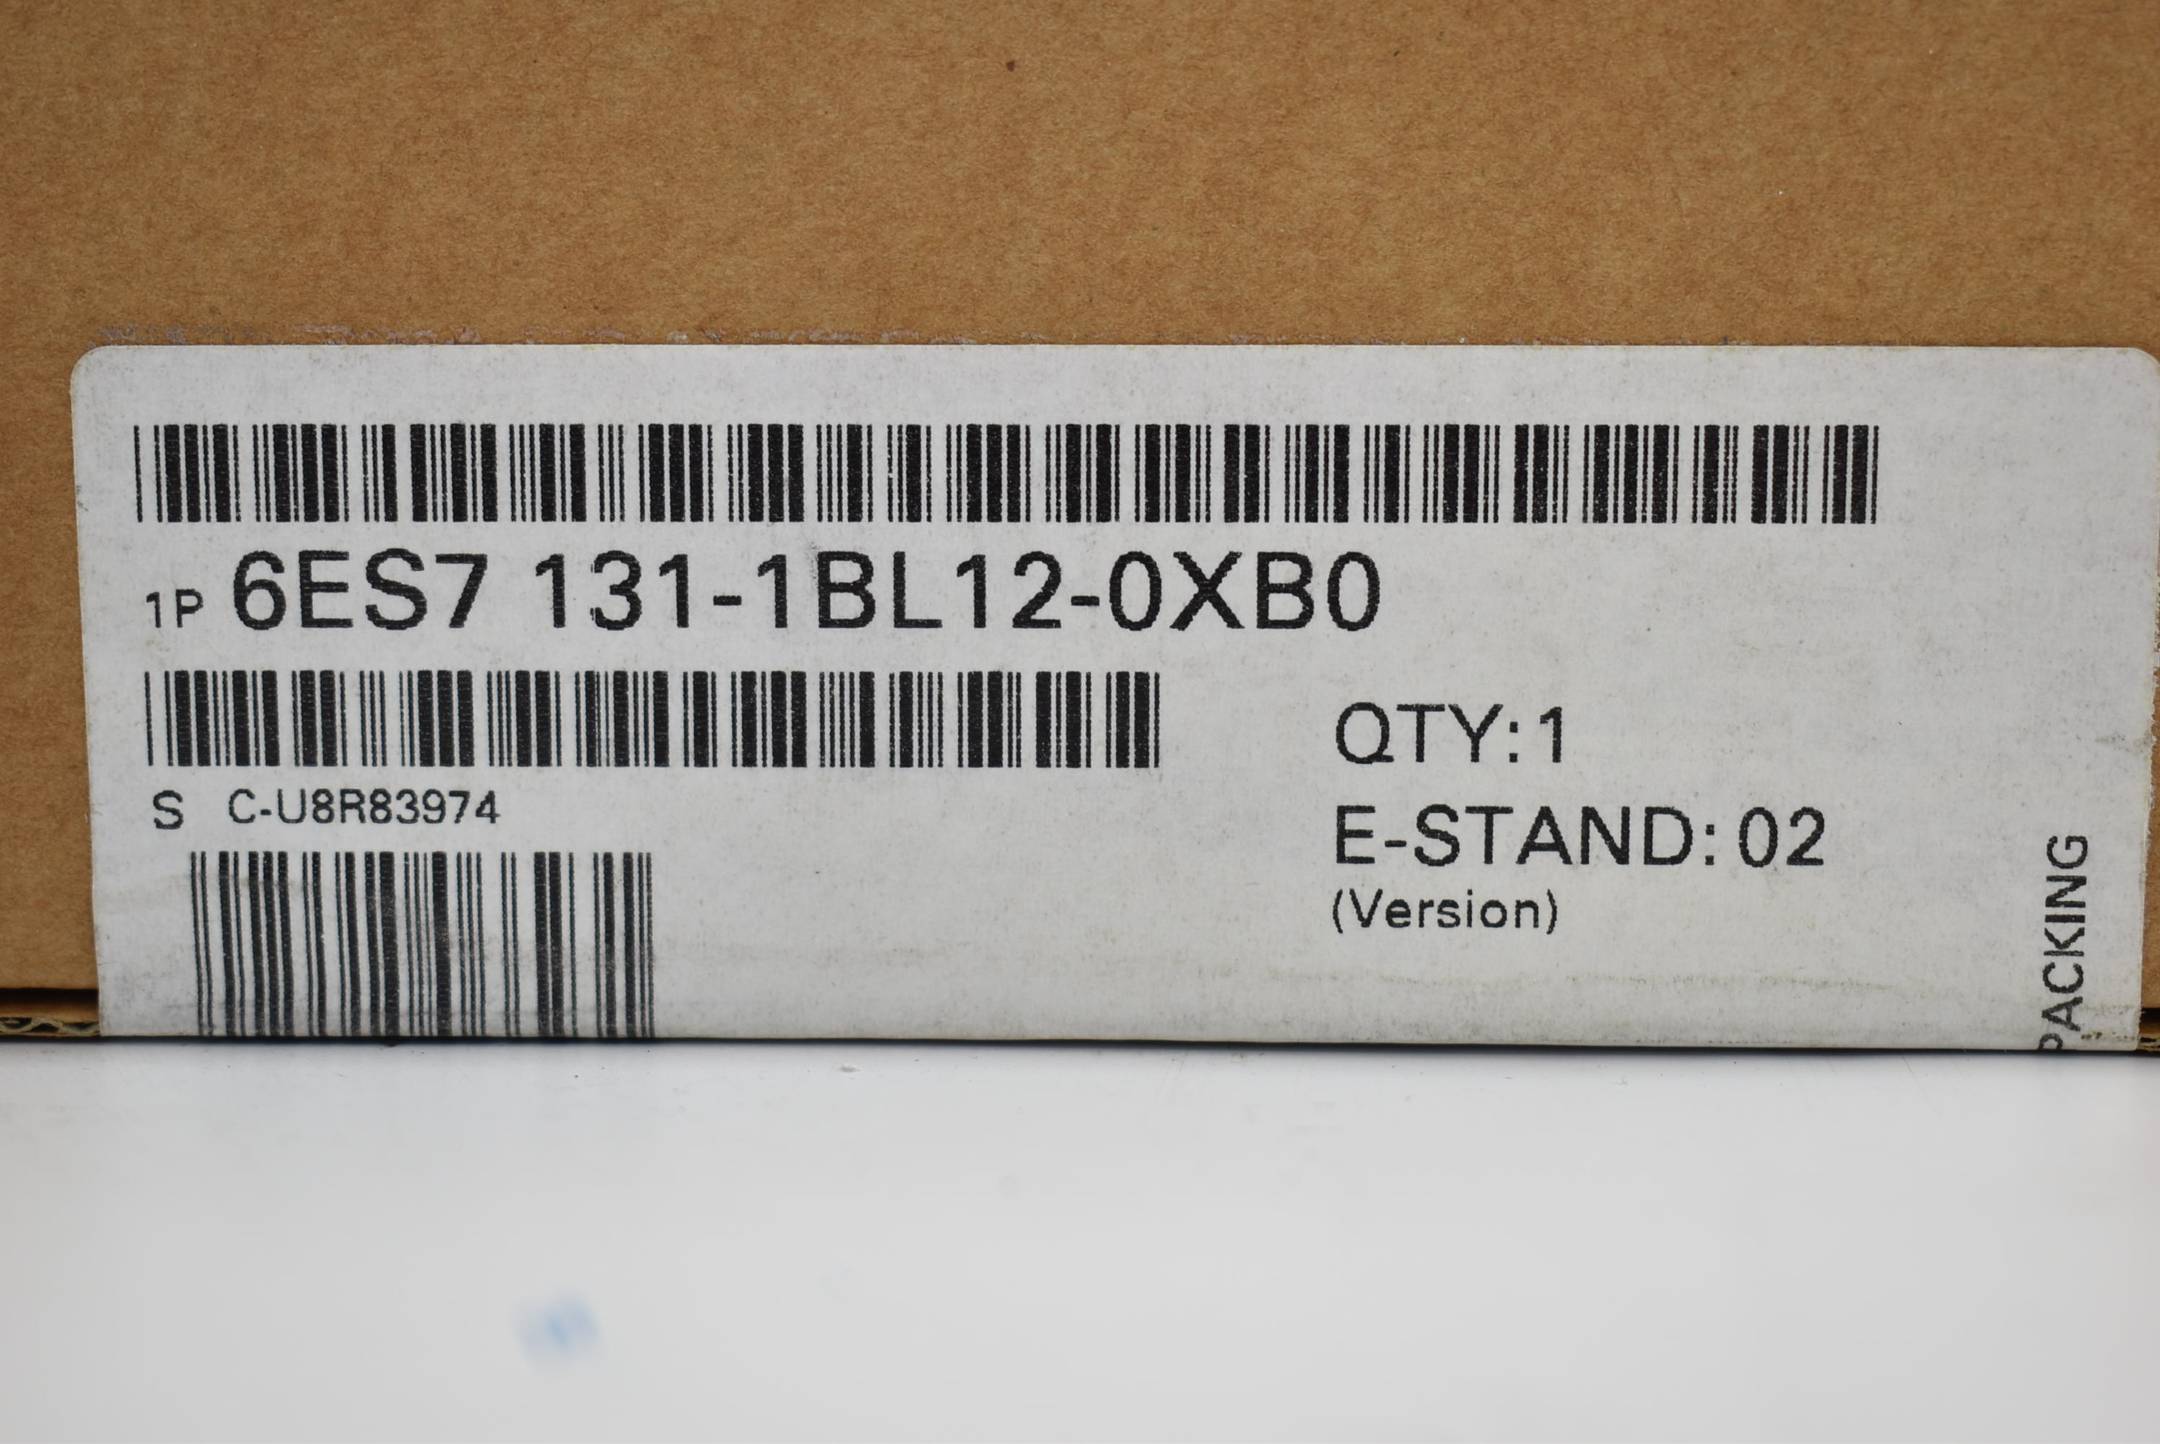 1P 6ES7 131-1BL12-0XB0
S C-U8R83974
QTY:1
E-STAND: 02
(Version)
PACKING